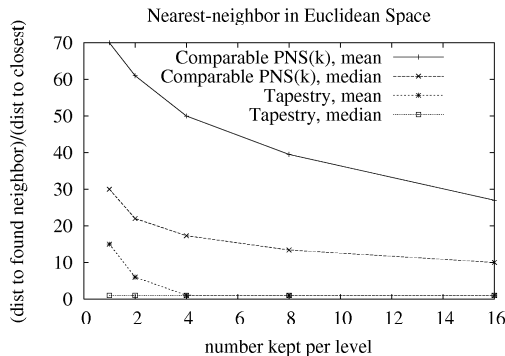 Nearest-neighbor in Euclidean Space
(dist to found neighbor)/(dist to closest)
70
60
50
40
30
20
10
0
Comparable PNS(k), mean
Comparable PNS(k), median
Tapestry, mean
Tapestry, median
0 2 4 6 8 10 12 14 16
number kept per level